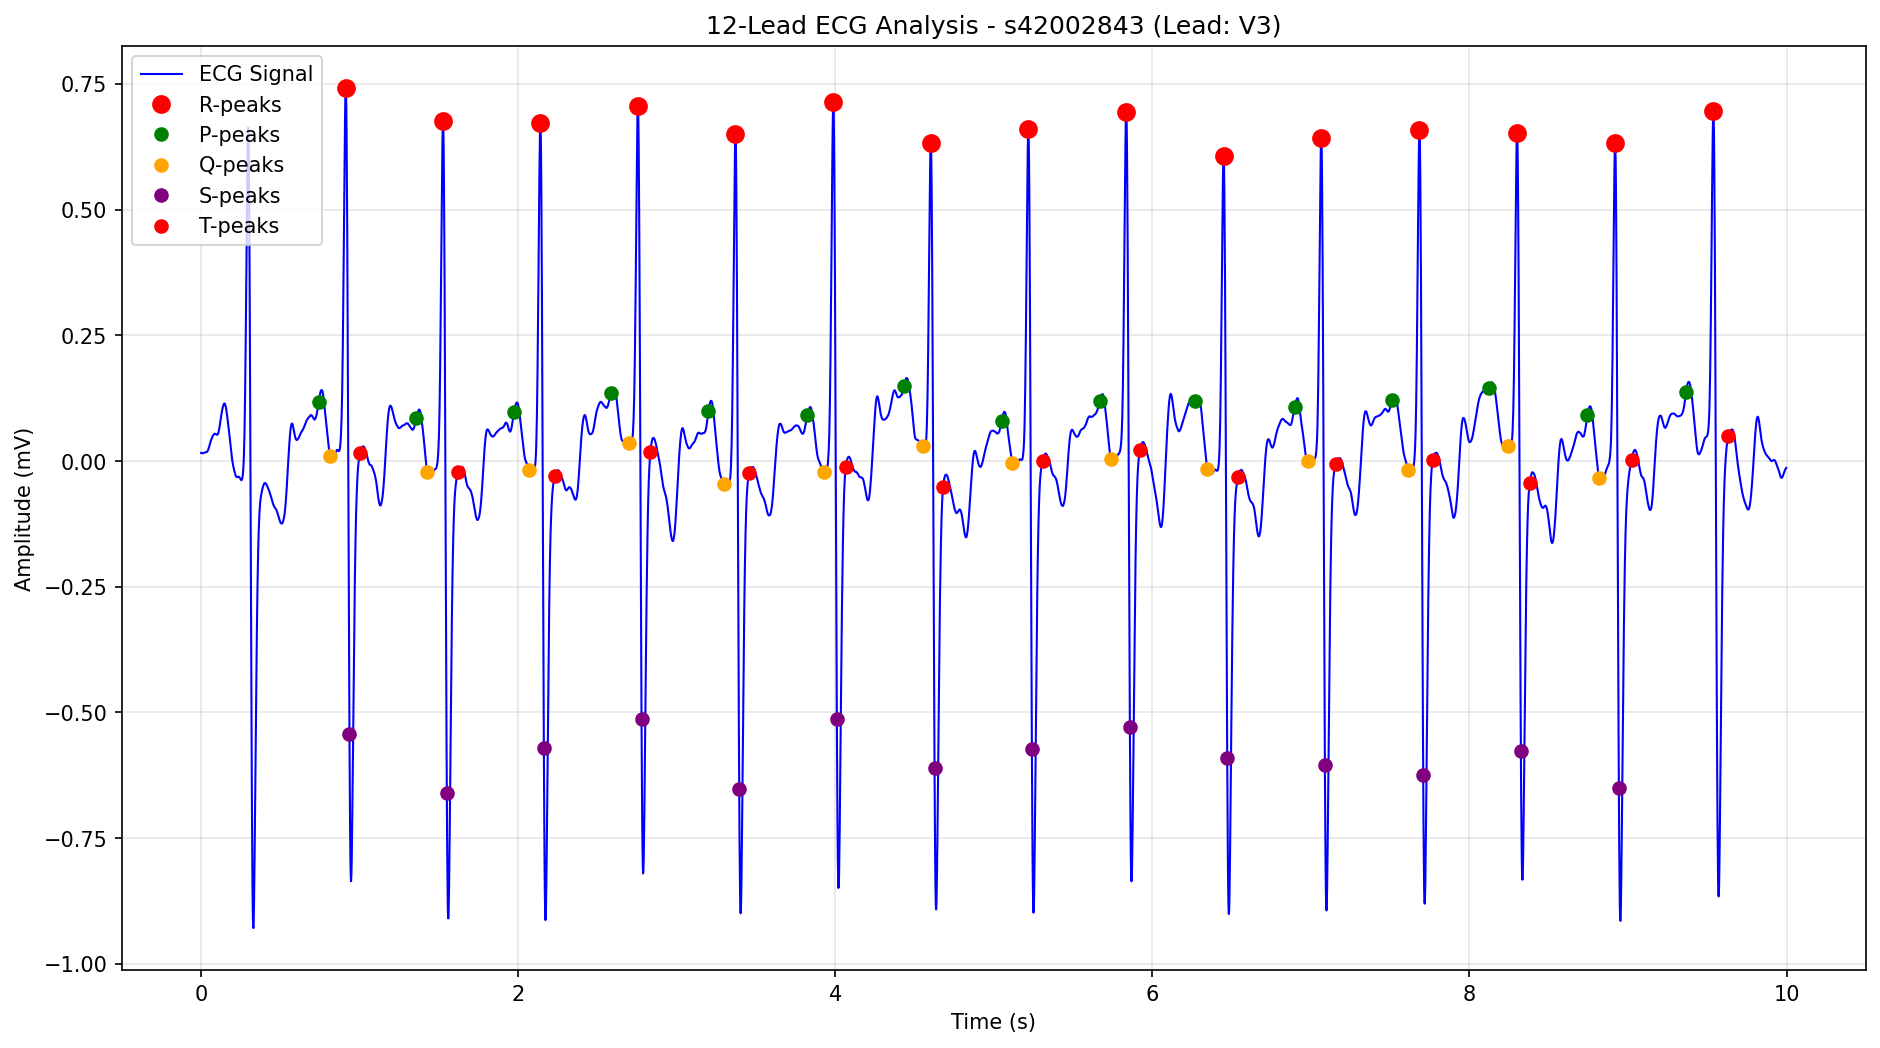 12-Lead ECG Analysis - s42002843 (Lead: V3)
ECG Signal
R-peaks
P-peaks
Q-peaks
S-peaks
T-peaks
0.75
0.50
0.25
0.00
−0.25
−0.50
−0.75
−1.00
Amplitude (mV)
0 2 4 6 8 10
Time (s)